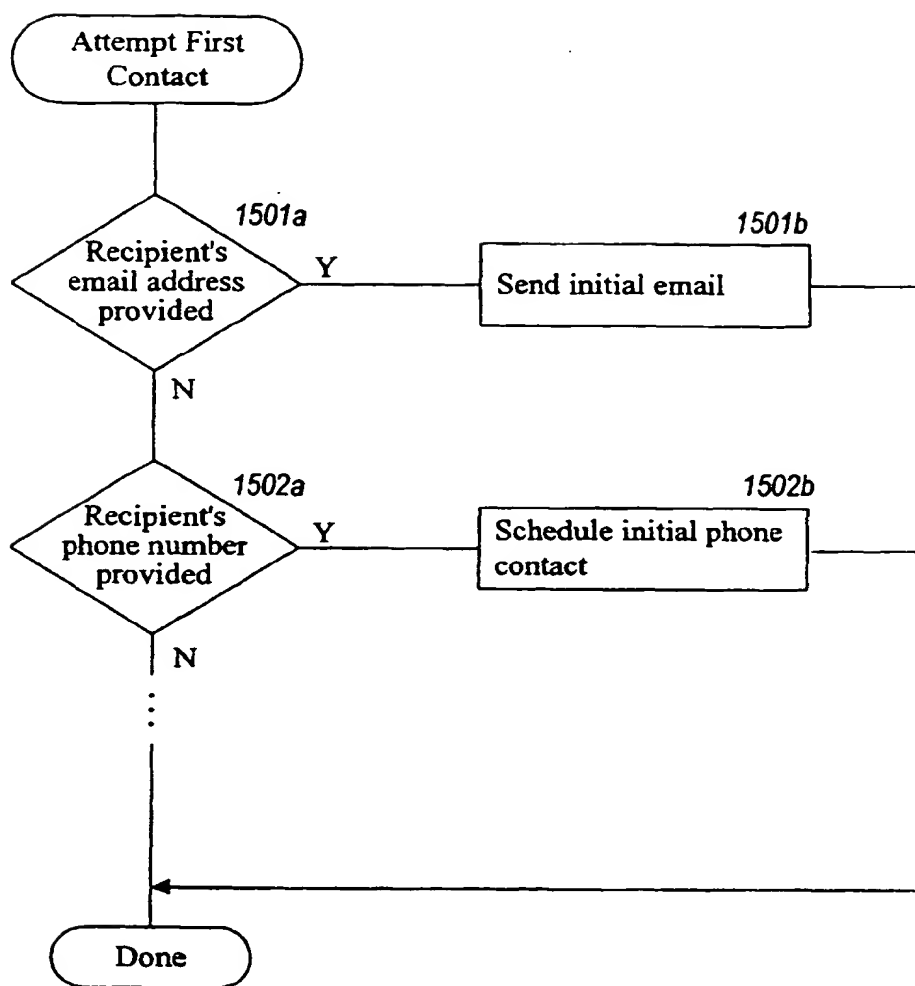 Attempt First
Contact
1501a
Recipient's
email address
provided
Y
1501b
Send initial email
N
1502a
Recipient's
phone number
provided
Y
1502b
Schedule initial phone
contact
N
Done